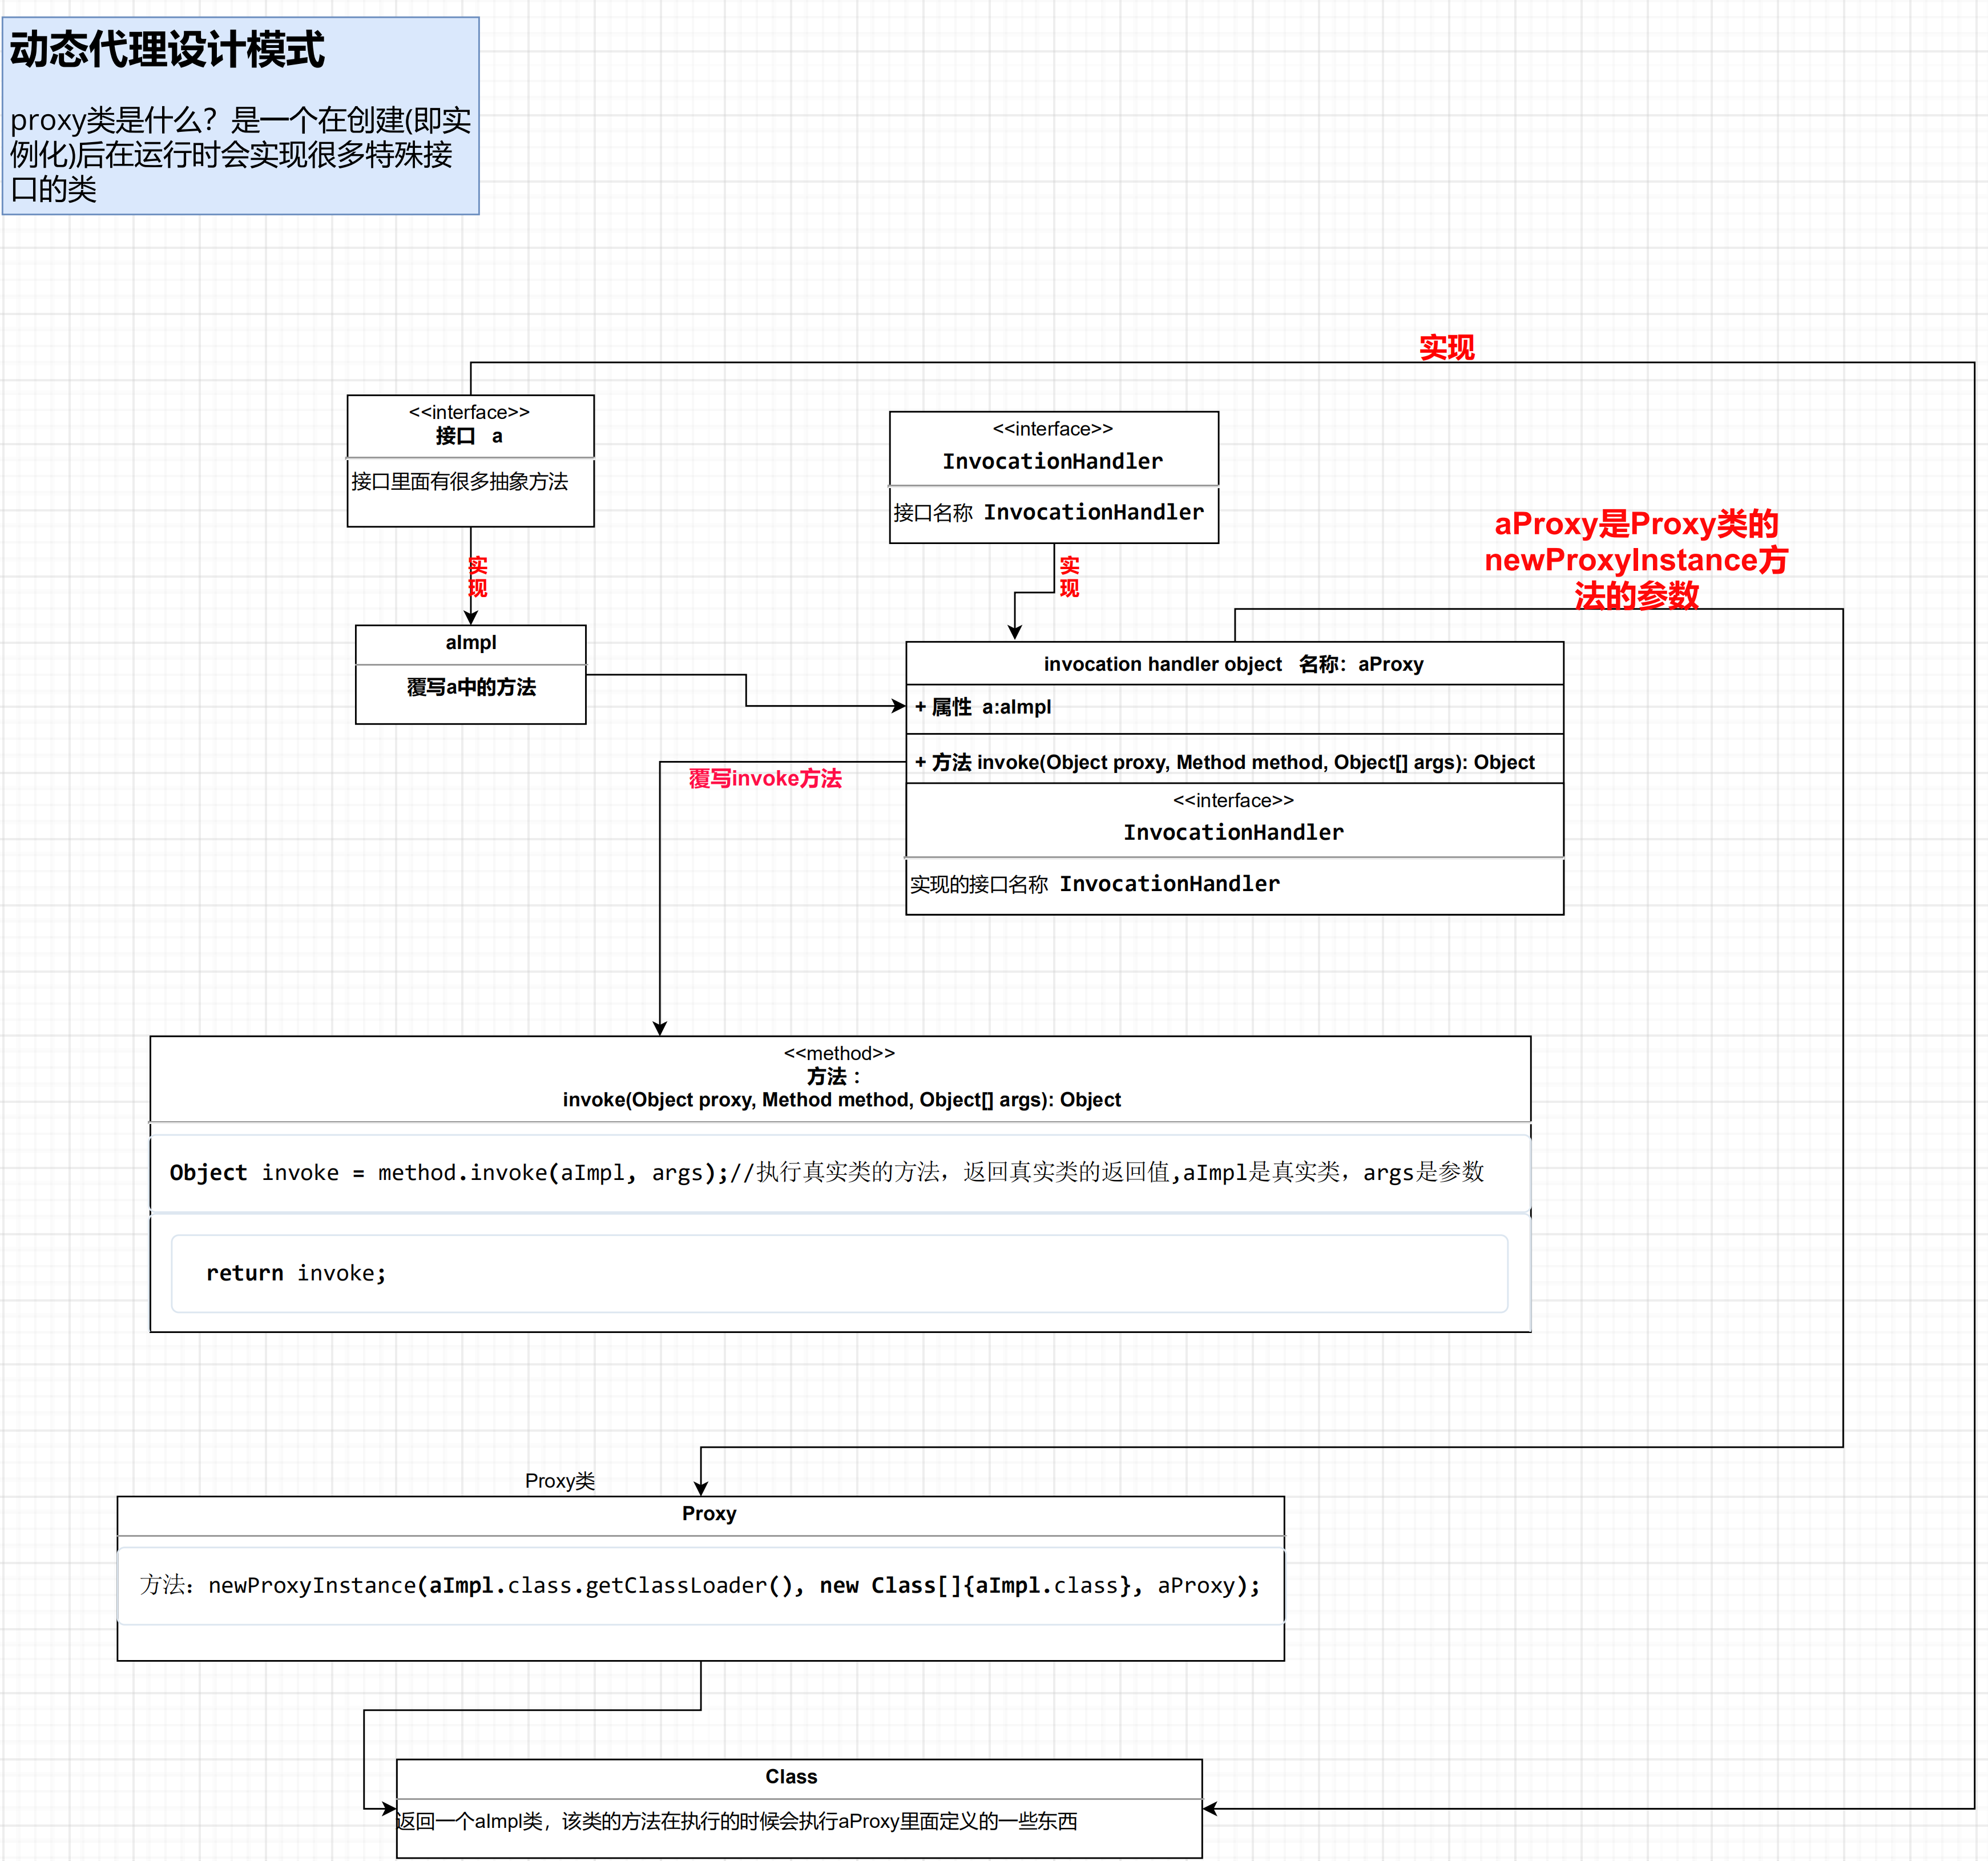 动态代理设计模式
proxy类是什么？是一个在创建(即实
例化)后在运行时会实现很多特殊接
口的类
实现
<<interface>>
接口 a
接口里面有很多抽象方法
<<interface>>
InvocationHandler
接口名称 InvocationHandler
aProxy是Proxy类的
newProxyInstance方
法的参数
实
现
实
现
aImpl
覆写a中的方法
invocation handler object 名称：aProxy
+ 属性 a:aImpl
+ 方法 invoke(Object proxy, Method method, Object[] args): Object
覆写invoke方法
<<interface>>
InvocationHandler
实现的接口名称 InvocationHandler
<<method>>
方法：
invoke(Object proxy, Method method, Object[] args): Object
Object invoke = method.invoke(aImpl, args);//执行真实类的方法，返回真实类的返回值,aImpl是真实类，args是参数
return invoke;
Proxy类
Proxy
方法：newProxyInstance(aImpl.class.getClassLoader(), new Class[]{aImpl.class}, aProxy);
Class
返回一个aImpl类，该类的方法在执行的时候会执行aProxy里面定义的一些东西